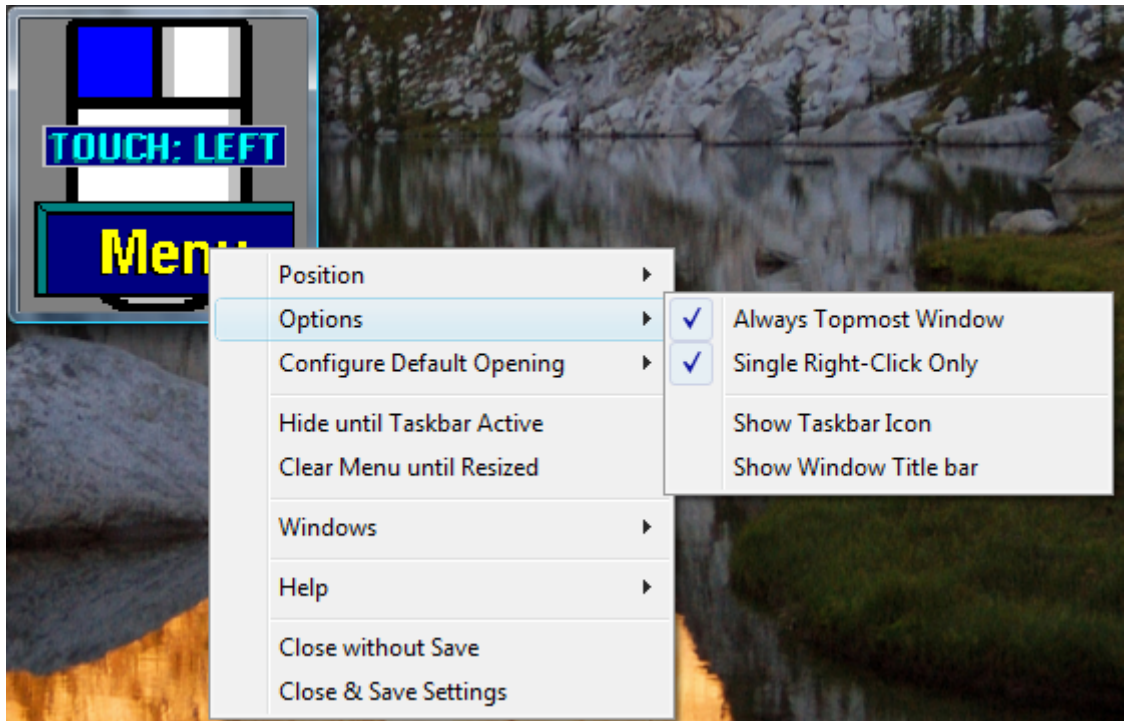 TOUCH: LEFT
Menu
Position
Options
Configure Default Opening
Hide until Taskbar Active
Clear Menu until Resized
Windows
Help
Close without Save
Close & Save Settings
Always Topmost Window
Single Right-Click Only
Show Taskbar Icon
Show Window Title bar